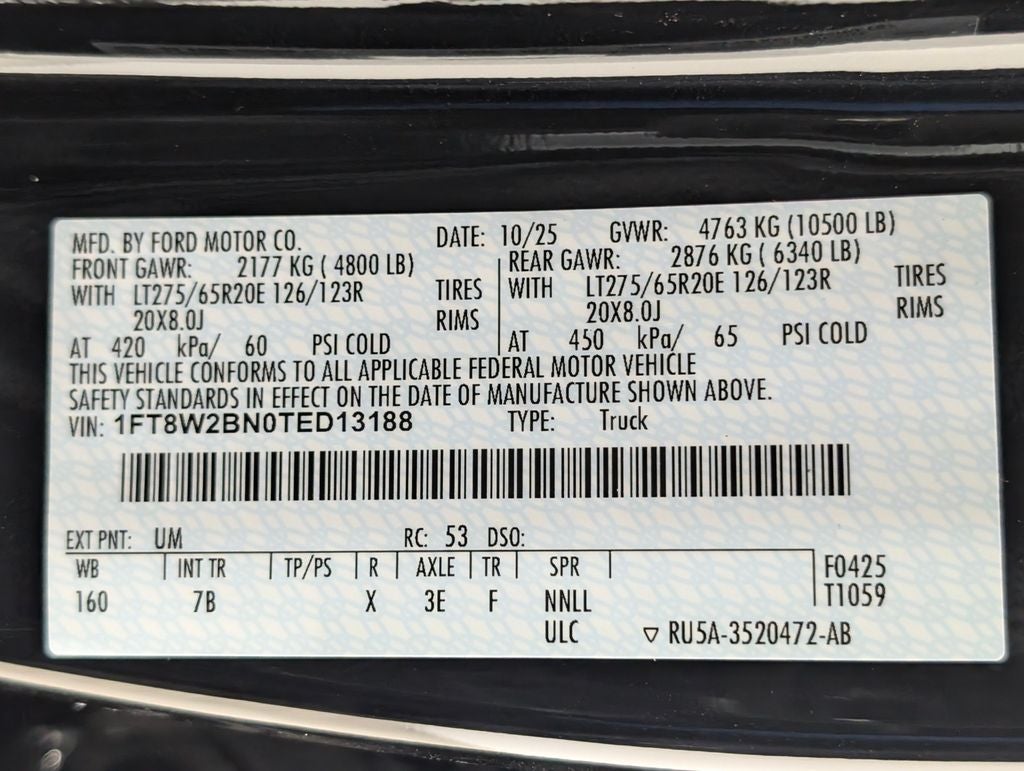 MFD. BY FORD MOTOR CO. DATE: 10/25 GVWR: 4763 KG (10500 LB)
FRONT GAWR: 2177 KG ( 4800 LB) REAR GAWR: 2876 KG ( 6340 LB)
WITH LT275/65R20E 126/123R TIRES WITH LT275/65R20E 126/123R TIRES
20X8.0J RIMS 20X8.0J RIMS
AT 420 kPa/ 60 PSI COLD AT 450 kPa/ 65 PSI COLD
THIS VEHICLE CONFORMS TO ALL APPLICABLE FEDERAL MOTOR VEHICLE
SAFETY STANDARDS IN EFFECT ON THE DATE OF MANUFACTURE SHOWN ABOVE.
VIN: 1FT8W2BN0TED13188 TYPE: Truck
EXT PNT: UM RC: 53 DSO:
WB INT TR TP/PS R AXLE TR SPR F0425
160 7B X 3E F NNLL T1059
ULC ▽ RU5A-3520472-AB